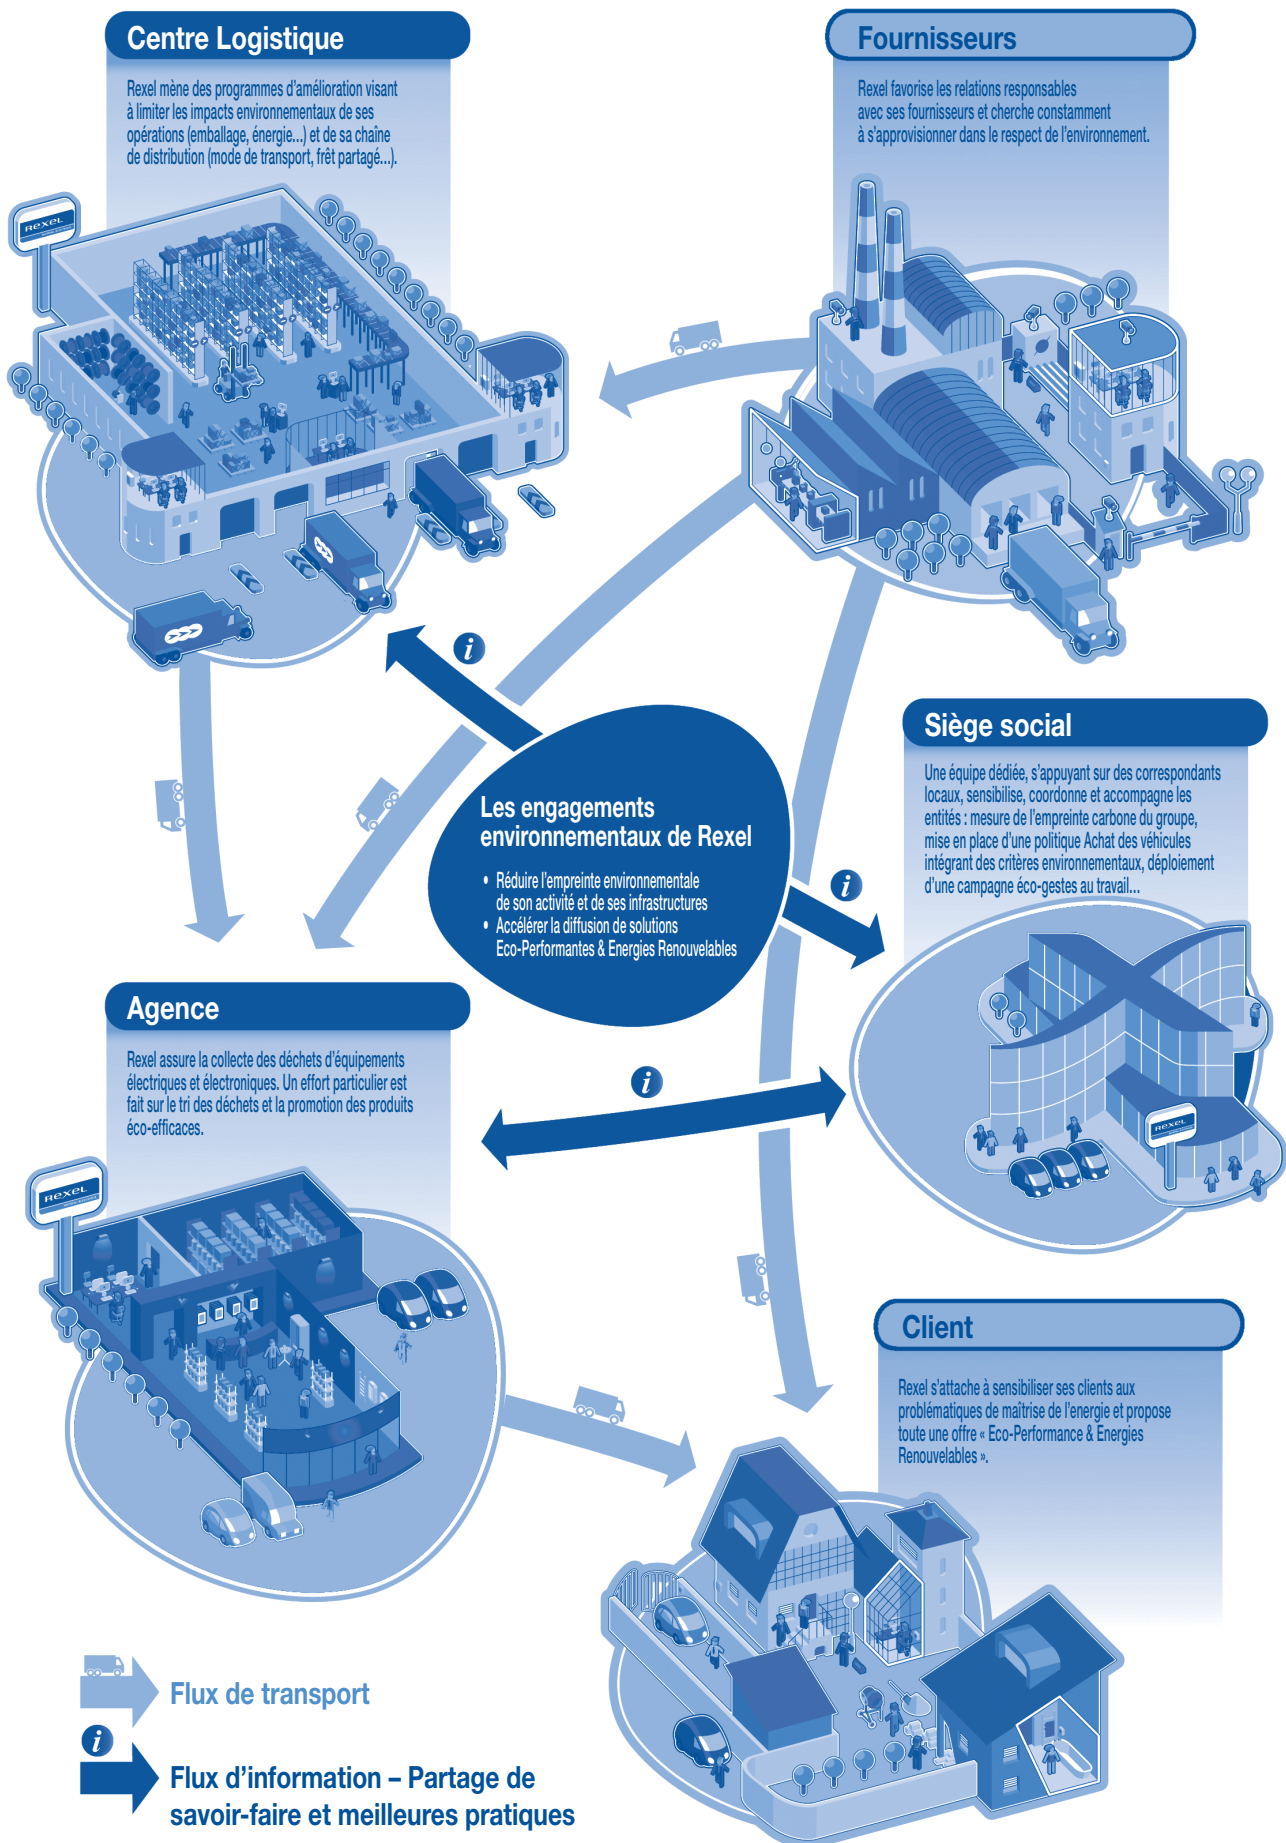 Centre Logistique
Rexel mène des programmes d'amélioration visant
à limiter les impacts environnementaux de ses
opérations (emballage, énergie...) et de sa chaîne
de distribution (mode de transport, frêt partagé...).
Fournisseurs
Rexel favorise les relations responsables
avec ses fournisseurs et cherche constamment
à s'approvisionner dans le respect de l'environnement.
REXEL
i
Siège social
Une équipe dédiée, s'appuyant sur des correspondants
locaux, sensibilise, coordonne et accompagne les
entités : mesure de l'empreinte carbone du groupe,
mise en place d'une politique Achat des véhicules
intégrant des critères environnementaux, déploiement
d'une campagne éco-gestes au travail...
Les engagements
environnementaux de Rexel
• Réduire l'empreinte environnementale
de son activité et de ses infrastructures
• Accélérer la diffusion de solutions
Eco-Performantes & Energies Renouvelables
i
Agence
Rexel assure la collecte des déchets d'équipements
électriques et électroniques. Un effort particulier est
fait sur le tri des déchets et la promotion des produits
éco-efficaces.
i
REXEL
REXEL
Client
Rexel s'attache à sensibiliser ses clients aux
problématiques de maîtrise de l'energie et propose
toute une offre « Eco-Performance & Energies
Renouvelables ».
Flux de transport
i
Flux d'information – Partage de
savoir-faire et meilleures pratiques